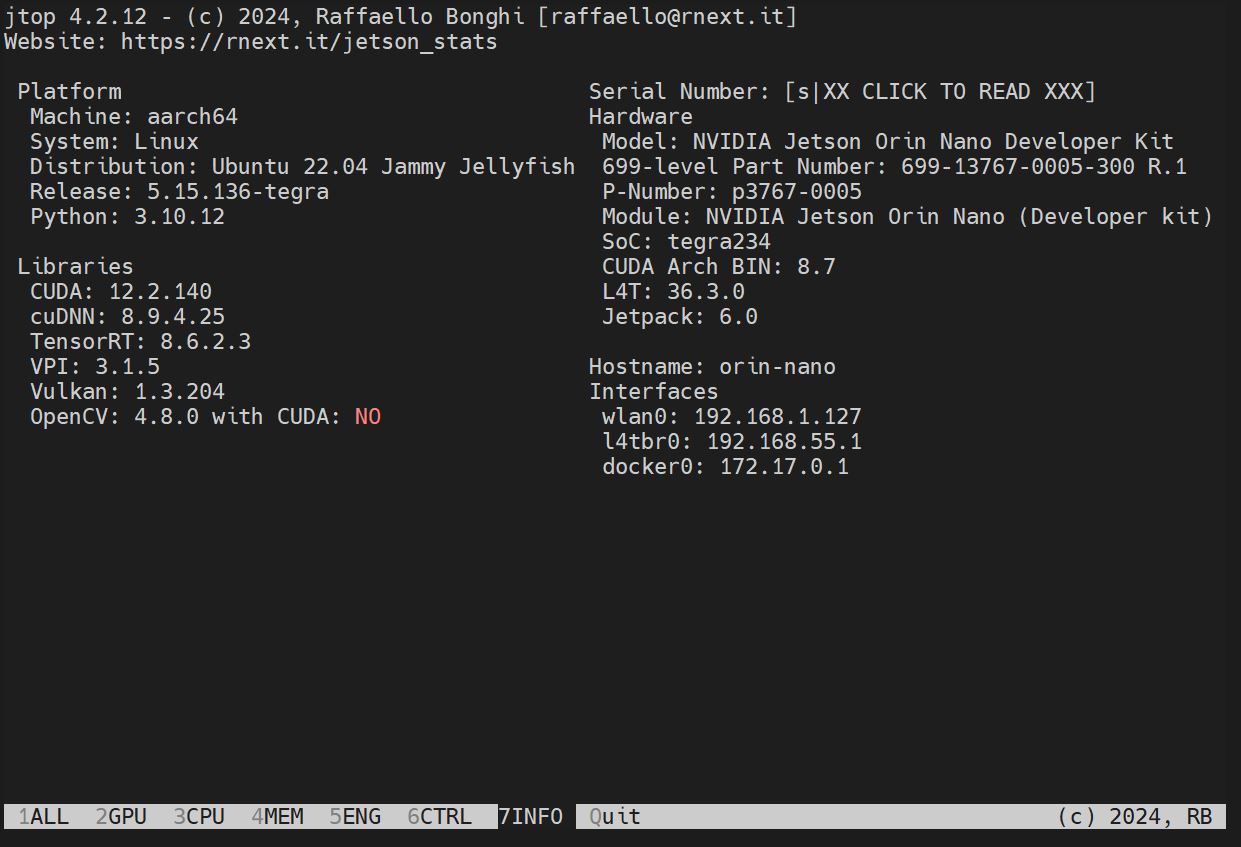 jtop 4.2.12 - (c) 2024, Raffaello Bonghi [raffaello@rnext.it]
Website: https://rnext.it/jetson_stats
Platform
Machine: aarch64
System: Linux
Distribution: Ubuntu 22.04 Jammy Jellyfish
Release: 5.15.136-tegra
Python: 3.10.12
Libraries
CUDA: 12.2.140
cuDNN: 8.9.4.25
TensorRT: 8.6.2.3
VPI: 3.1.5
Vulkan: 1.3.204
OpenCV: 4.8.0 with CUDA: NO
Serial Number: [s|XX CLICK TO READ XXX]
Hardware
Model: NVIDIA Jetson Orin Nano Developer Kit
699-level Part Number: 699-13767-0005-300 R.1
P-Number: p3767-0005
Module: NVIDIA Jetson Orin Nano (Developer kit)
SoC: tegra234
CUDA Arch BIN: 8.7
L4T: 36.3.0
Jetpack: 6.0
Hostname: orin-nano
Interfaces
wlan0: 192.168.1.127
l4tbr0: 192.168.55.1
docker0: 172.17.0.1
1ALL 2GPU 3CPU 4MEM 5ENG 6CTRL 7INFO Quit (c) 2024, RB